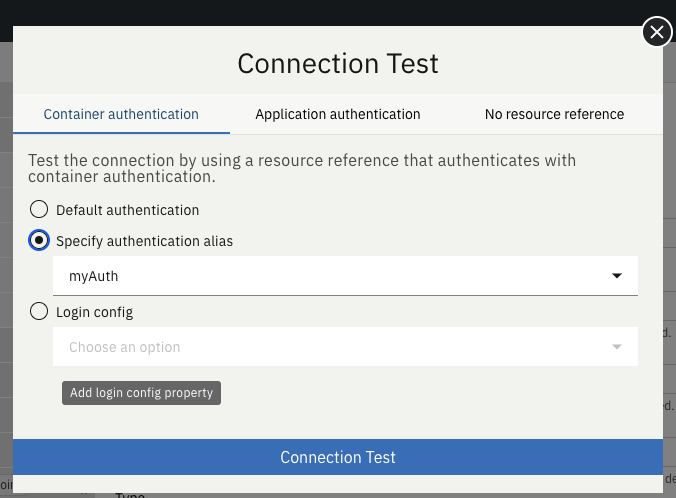 Connection Test
Container authentication
Application authentication
No resource reference
Test the connection by using a resource reference that authenticates with
container authentication.
Default authentication
Specify authentication alias
myAuth
Login config
Choose an option
Add login config property
Connection Test
Type